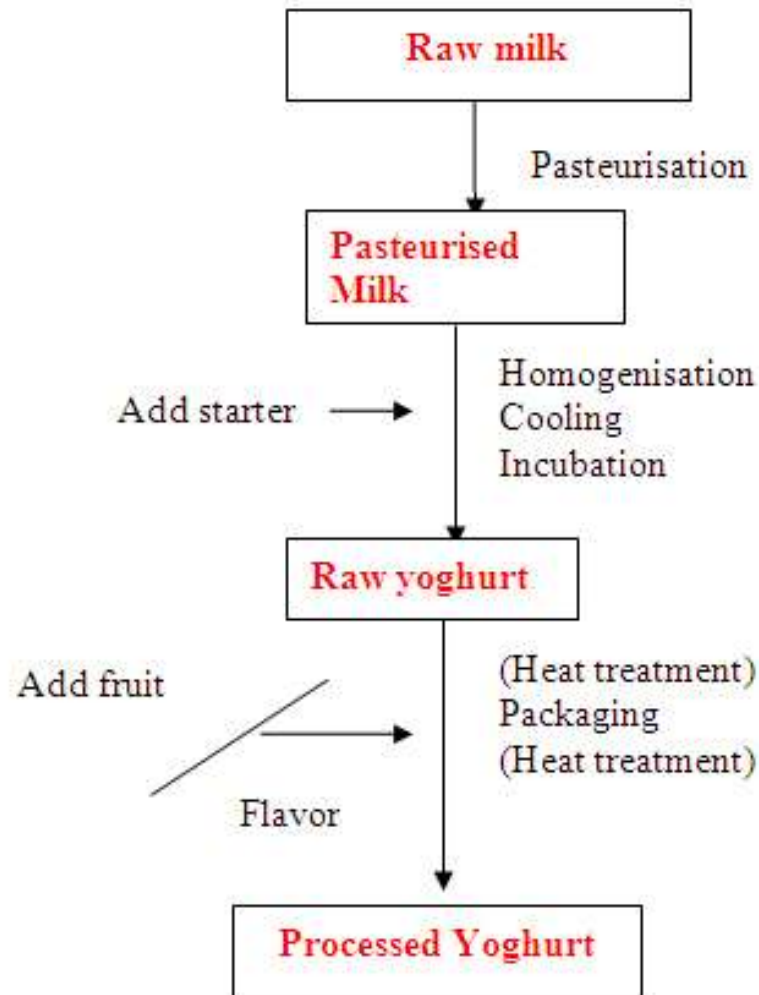 Raw milk
Pasteurisation
Pasteurised
Milk
Add starter
Homogenisation
Cooling
Incubation
Raw yoghurt
Add fruit
Flavor
(Heat treatment)
Packaging
(Heat treatment)
Processed Yoghurt